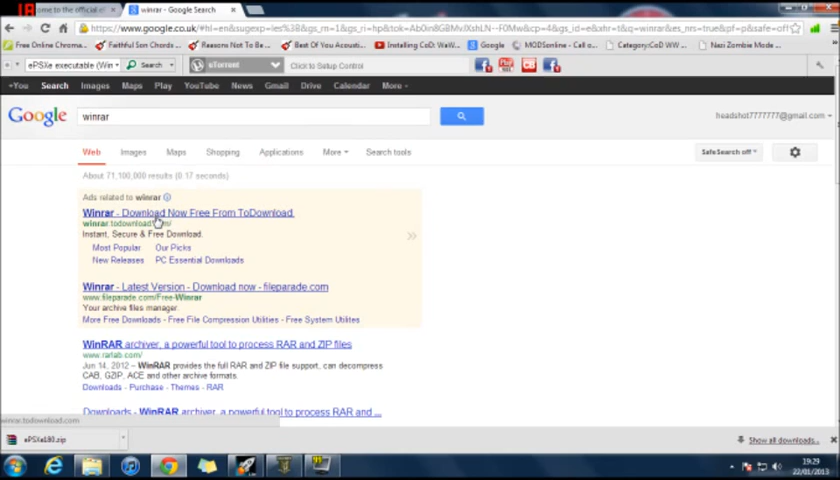 ome to the official e
winrar - Google Search
https://www.google.co.uk/#hl=en&sugexp=les%3B&gs_rn=1&gs_ri=hp&tok=
&cp=4&gs_id=e&xhr=t&q=winrar&es_nrs=true&pf=p&safe=off
Free Online Chroma...
Faithful Son Chords ...
Reasons Not to Be ...
Best Of You Acousti...
Installing CoD: WaW...
Google
MODSonline - Call o...
Category:CoD WW ...
Nazi Zombie Mode - ...
ePSXe executable (Win
Search
uTorrent
Click to Setup Control
+You Search Images Maps Play YouTube News Gmail Drive Calendar More
Google
winrar
headshot7777777@gmail.com
Web Images Maps Shopping Applications More Search tools
SafeSearch off
About 71,100,000 results (0.17 seconds)
Ads related to winrar
Winrar - Download Now Free From ToDownload.
winrar.todownload.com/
Instant, Secure & Free Download.
Most Popular Our Picks
New Releases PC Essential Downloads
Winrar - Latest Version - Download now - fileparade.com
www.fileparade.com/Free-Winrar
Your archive files manager.
More Free Downloads - Free File Compression Utilities - Free System Utilites
WinRAR archiver, a powerful tool to process RAR and ZIP files
www.rarlab.com/
Jun 14, 2012 – WinRAR provides the full RAR and ZIP file support, can decompress
CAB, GZIP, ACE and other archive formats.
Downloads - Purchase - Themes - RAR
Downloads - WinRAR archiver, a powerful tool to process RAR and ...
winrar.todownload.com
ePSXe180.zip
Show all downloads...
19:29
22/01/2013